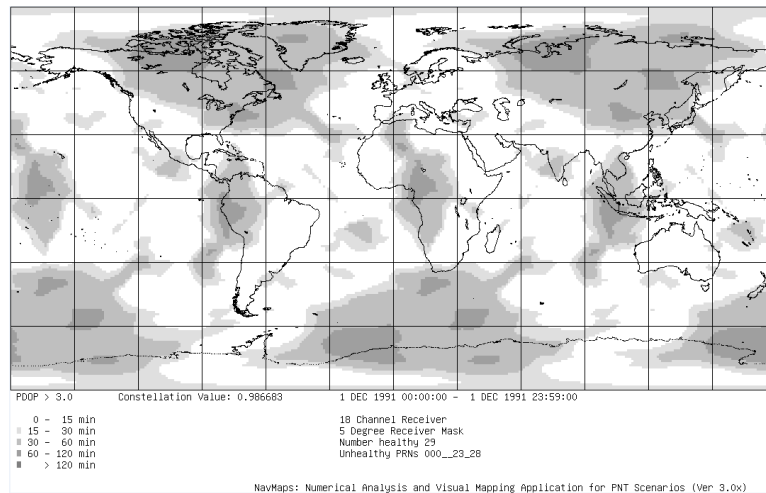 PDOP > 3.0 Constellation Value: 0.986683 1 DEC 1991 00:00:00 - 1 DEC 1991 23:59:00
0 - 15 min
15 - 30 min
30 - 60 min
60 - 120 min
> 120 min
18 Channel Receiver
5 Degree Receiver Mask
Number healthy 29
Unhealthy PRNs 000__23_28
NavMaps: Numerical Analysis and Visual Mapping Application for PNT Scenarios (Ver 3.0x)